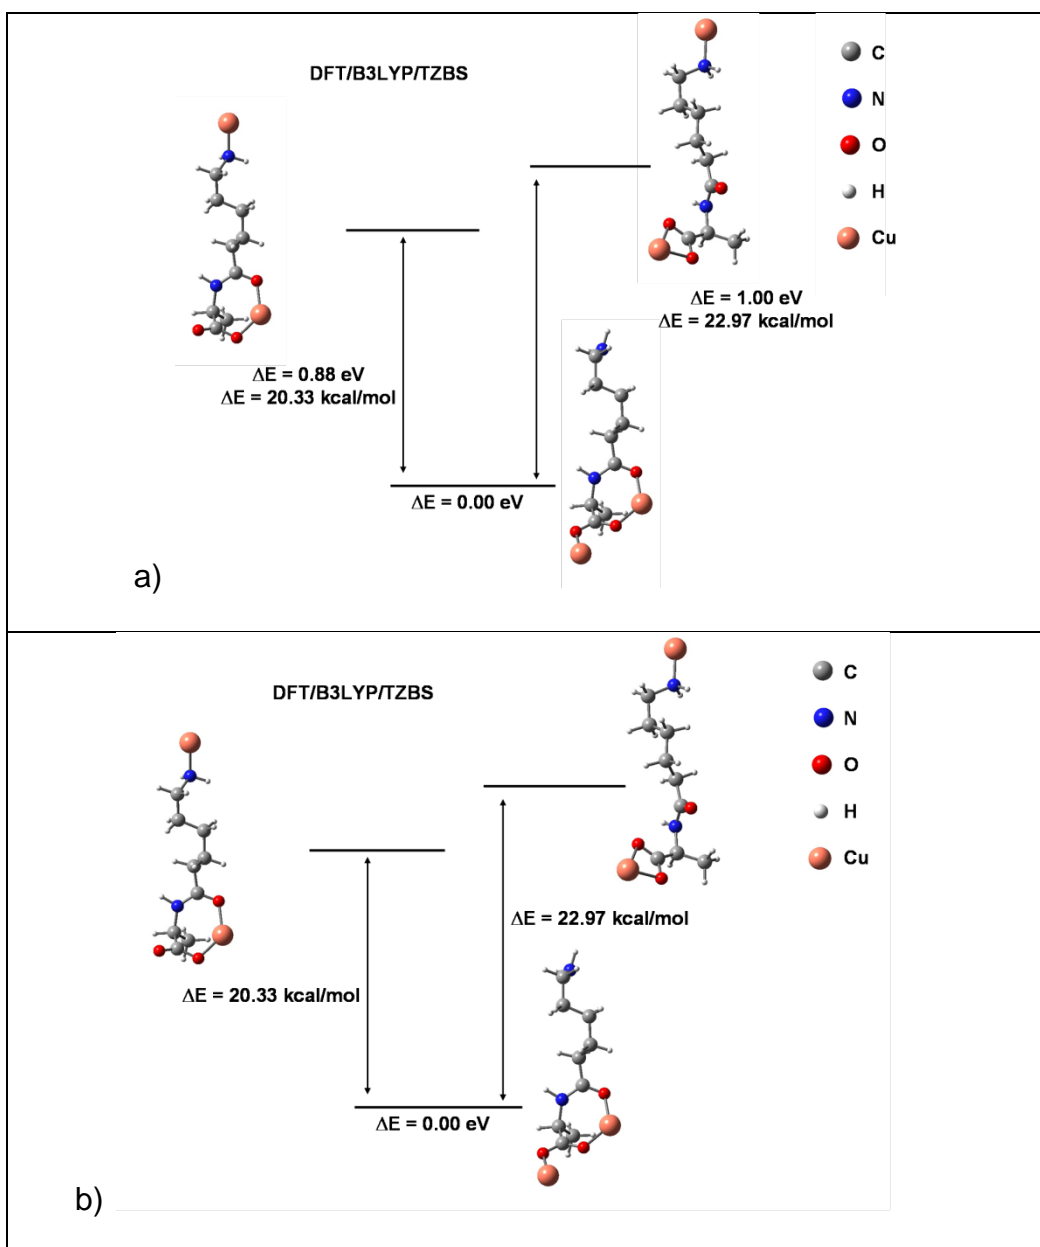 DFT/B3LYP/TZBS
C
N
O
H
Cu
ΔE = 1.00 eV
ΔE = 22.97 kcal/mol
ΔE = 0.88 eV
ΔE = 20.33 kcal/mol
ΔE = 0.00 eV
a)
DFT/B3LYP/TZBS
C
N
O
H
Cu
ΔE = 22.97 kcal/mol
ΔE = 20.33 kcal/mol
ΔE = 0.00 eV
b)